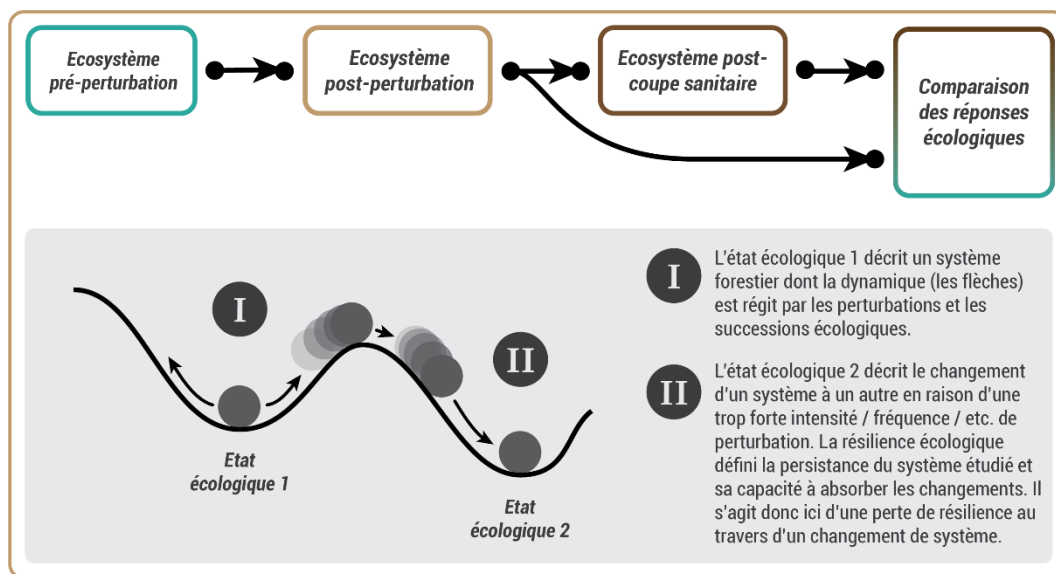 Ecosystème
pré-perturbation
Ecosystème
post-perturbation
Ecosystème post-
coupe sanitaire
Comparaison
des réponses
écologiques
I
II
Etat
écologique 1
Etat
écologique 2
I
L'état écologique 1 décrit un système
forestier dont la dynamique (les flèches)
est régit par les perturbations et les
successions écologiques.
II
L'état écologique 2 décrit le changement
d'un système à un autre en raison d'une
trop forte intensité / fréquence / etc. de
perturbation. La résilience écologique
défini la persistance du système étudié et
sa capacité à absorber les changements. Il
s'agit donc ici d'une perte de résilience au
travers d'un changement de système.